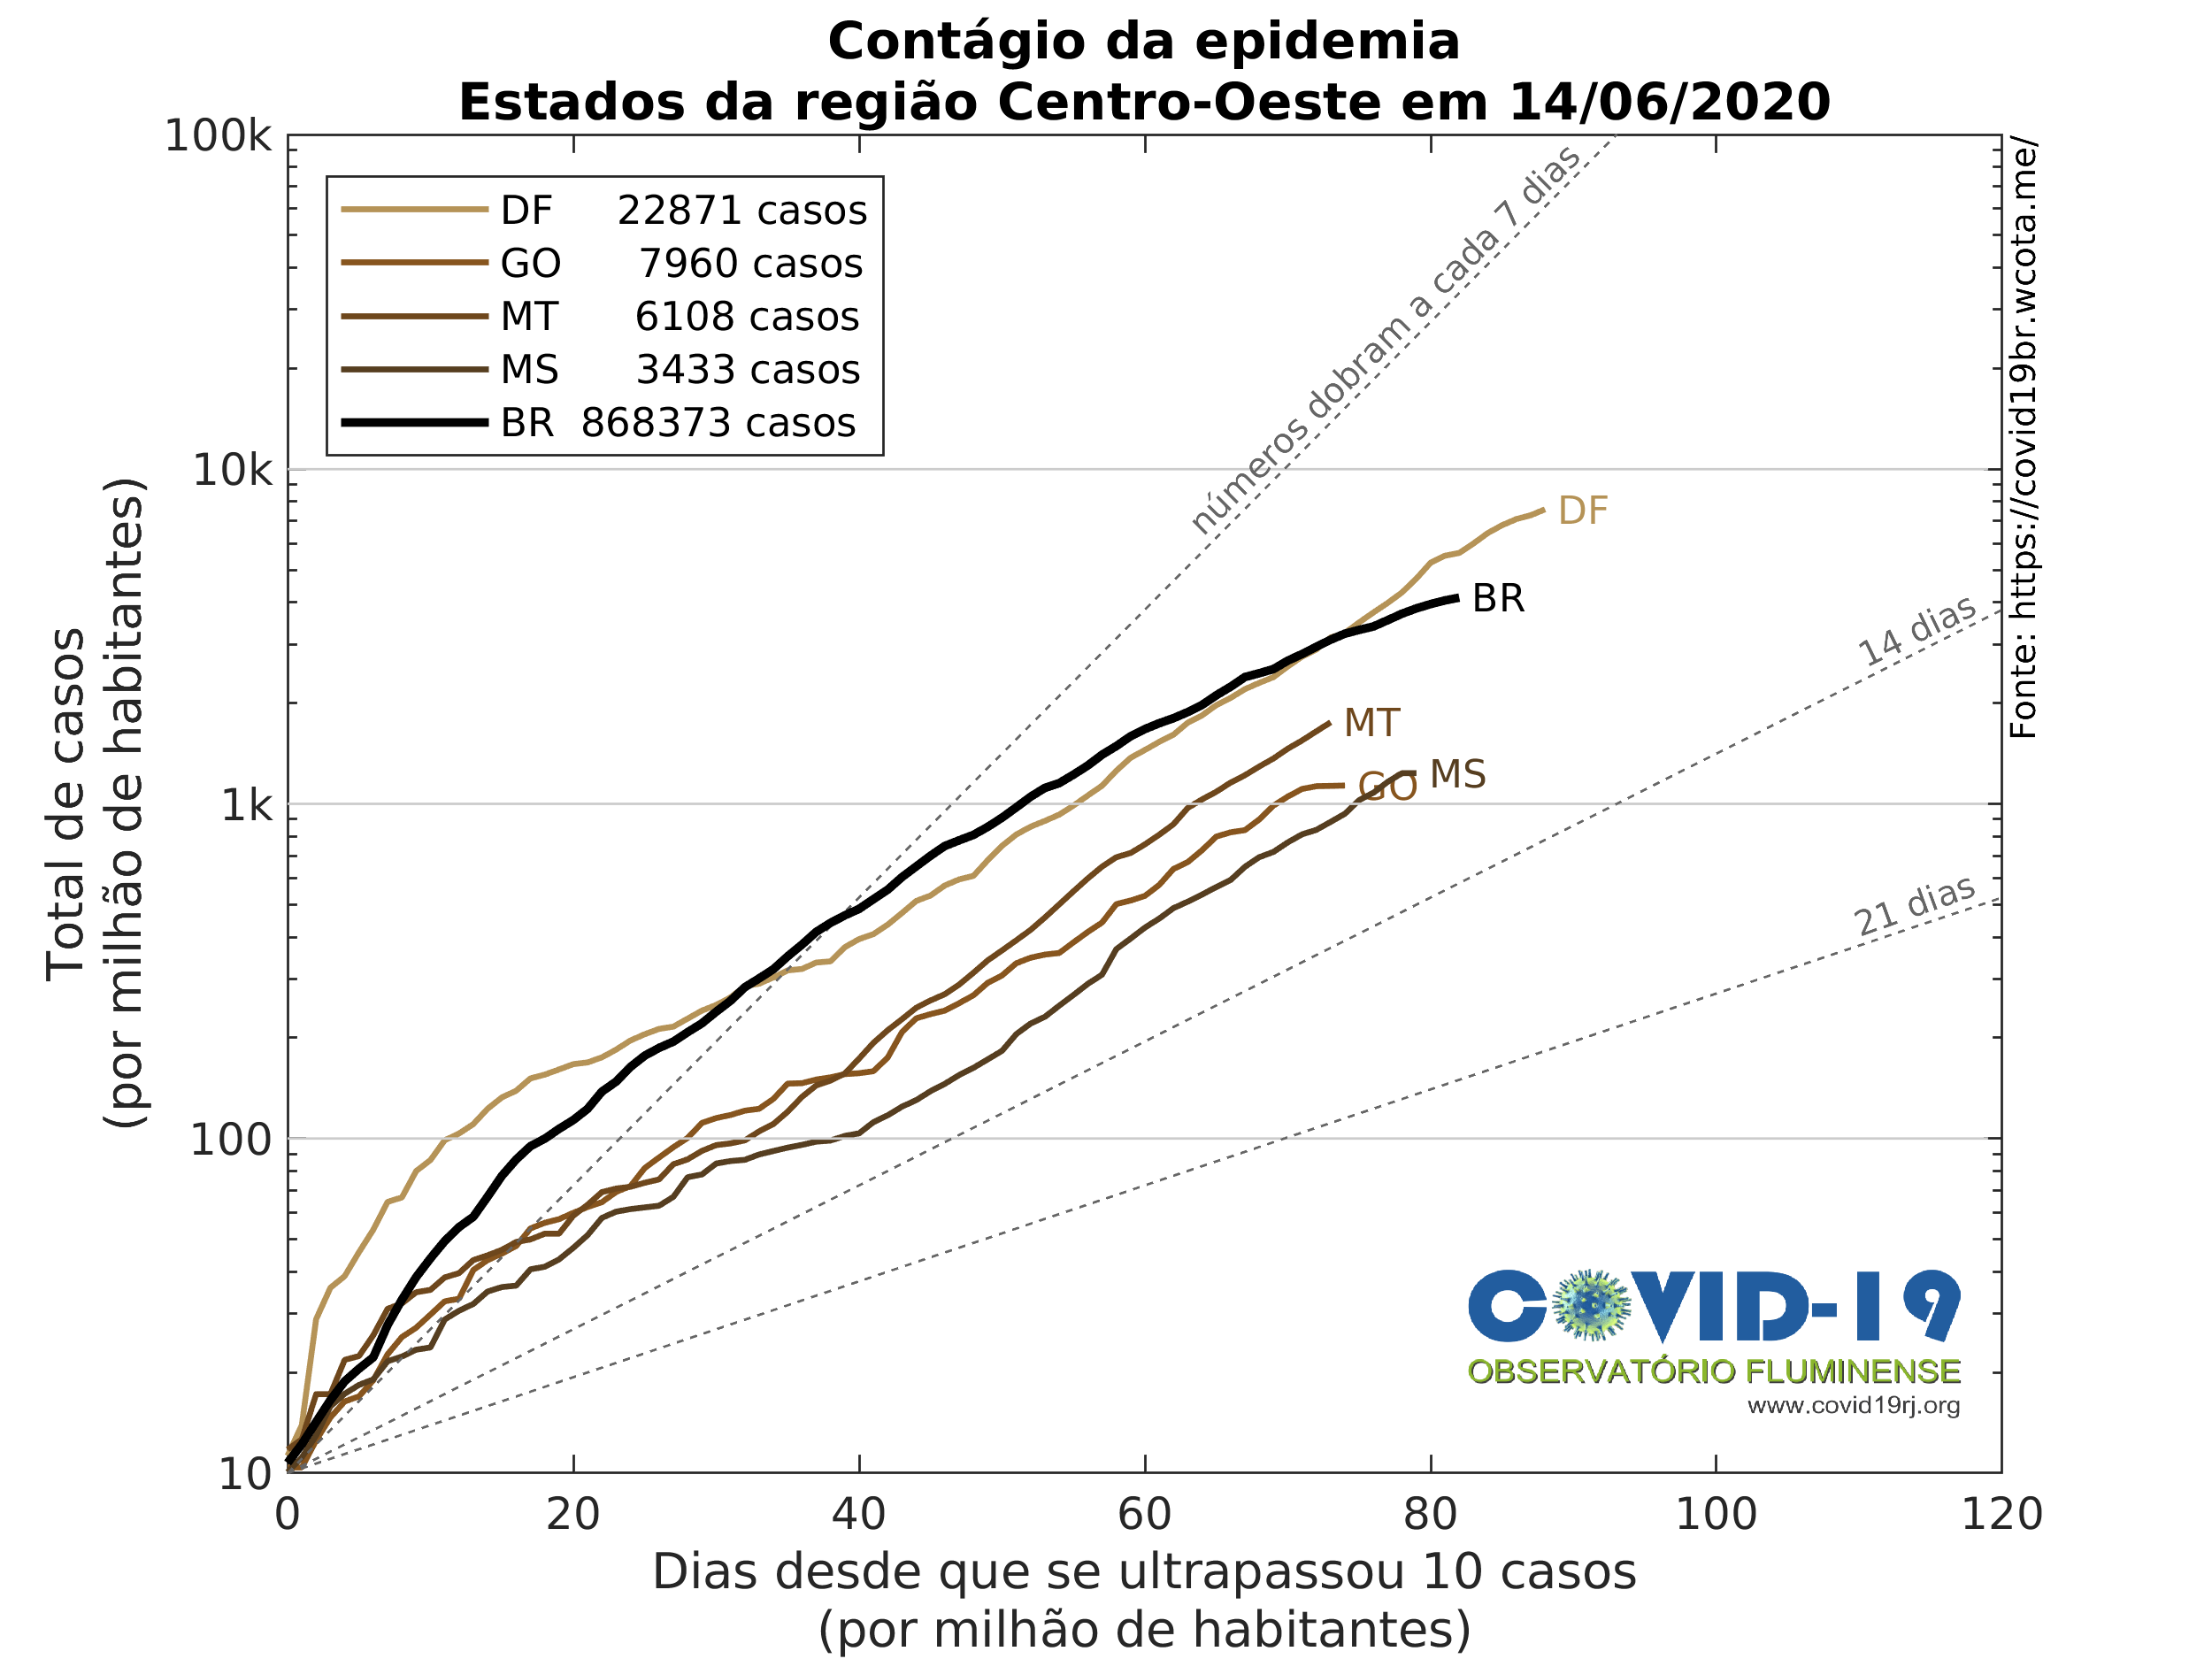 Contágio da epidemia
Estados da região Centro-Oeste em 14/06/2020
100k
10k
1k
100
10
Total de casos
(por milhão de habitantes)
DF 22871 casos
GO 7960 casos
MT 6108 casos
MS 3433 casos
BR 868373 casos
números dobram a cada 7 dias
14 dias
21 dias
DF
BR
MT
GO
MS
Fonte: https://covid19br.wcota.me/
COVID-19
OBSERVATÓRIO FLUMINENSE
www.covid19rj.org
0 20 40 60 80 100 120
Dias desde que se ultrapassou 10 casos
(por milhão de habitantes)